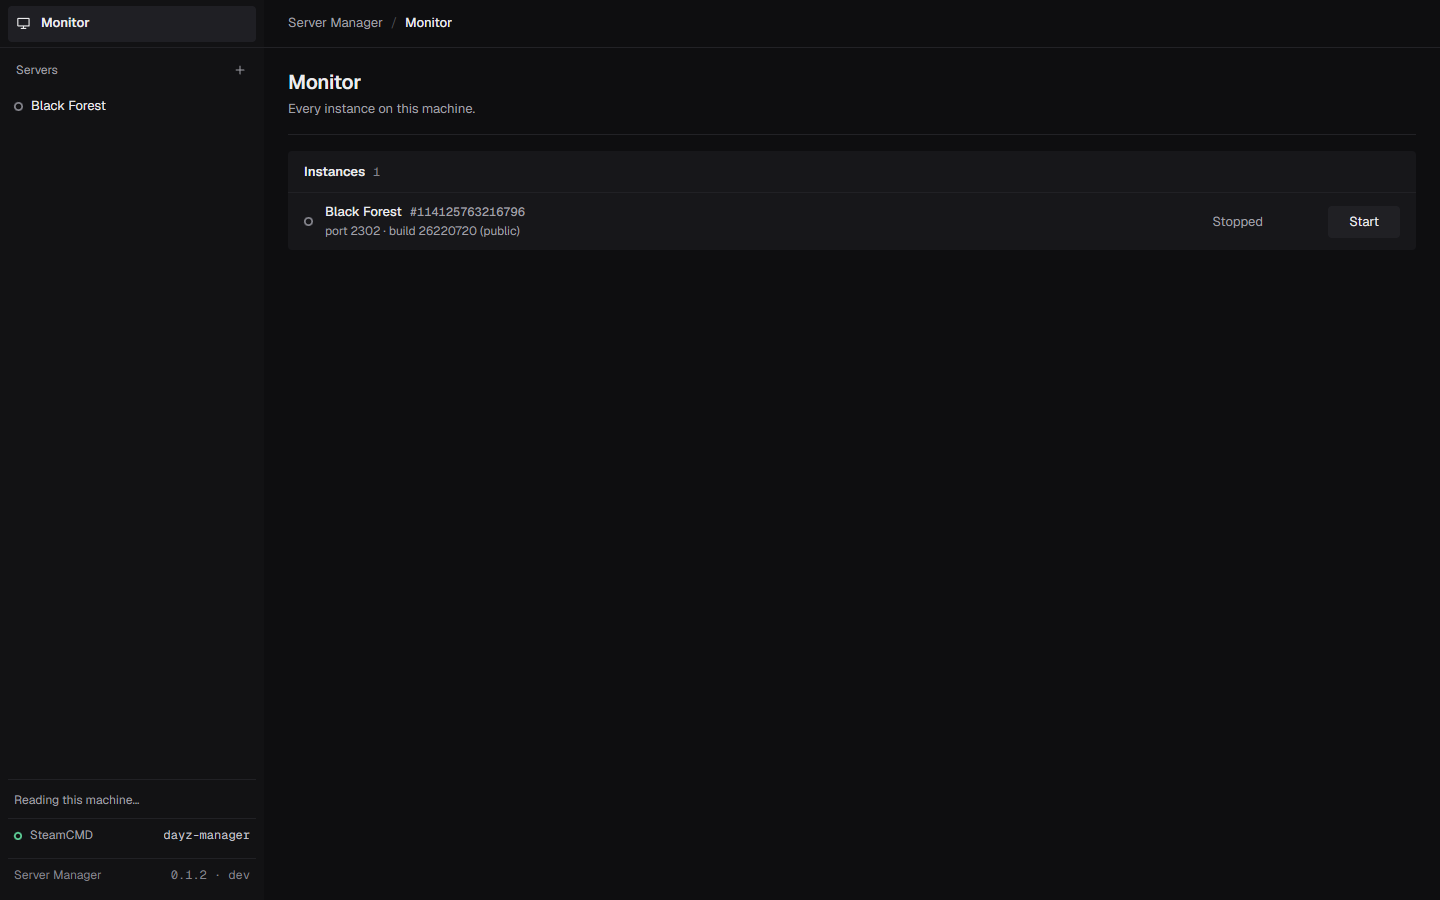 Monitor
Server Manager / Monitor
Servers +
Black Forest
Monitor
Every instance on this machine.
Instances 1
Black Forest #114125763216796
port 2302 · build 26220720 (public)
Stopped
Start
Reading this machine…
SteamCMD dayz-manager
Server Manager 0.1.2 · dev